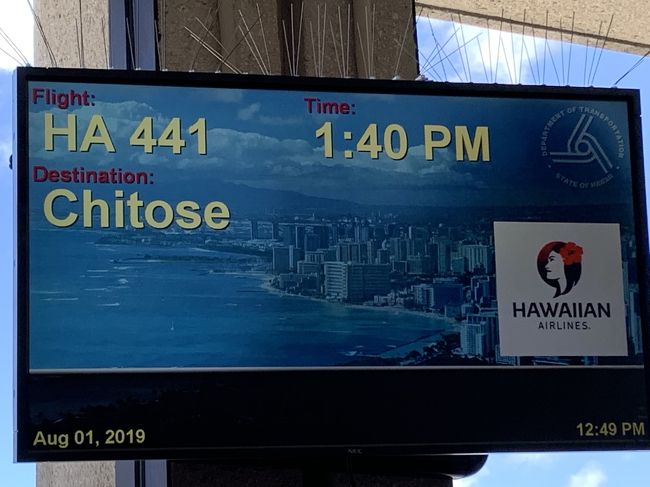 Flight:
HA 441
Time:
1:40 PM
Destination:
Chitose
DEPARTMENT OF TRANSPORTATION
STATE OF HAWAII
HAWAIIAN
AIRLINES.
Aug 01, 2019
12:49 PM
NEC